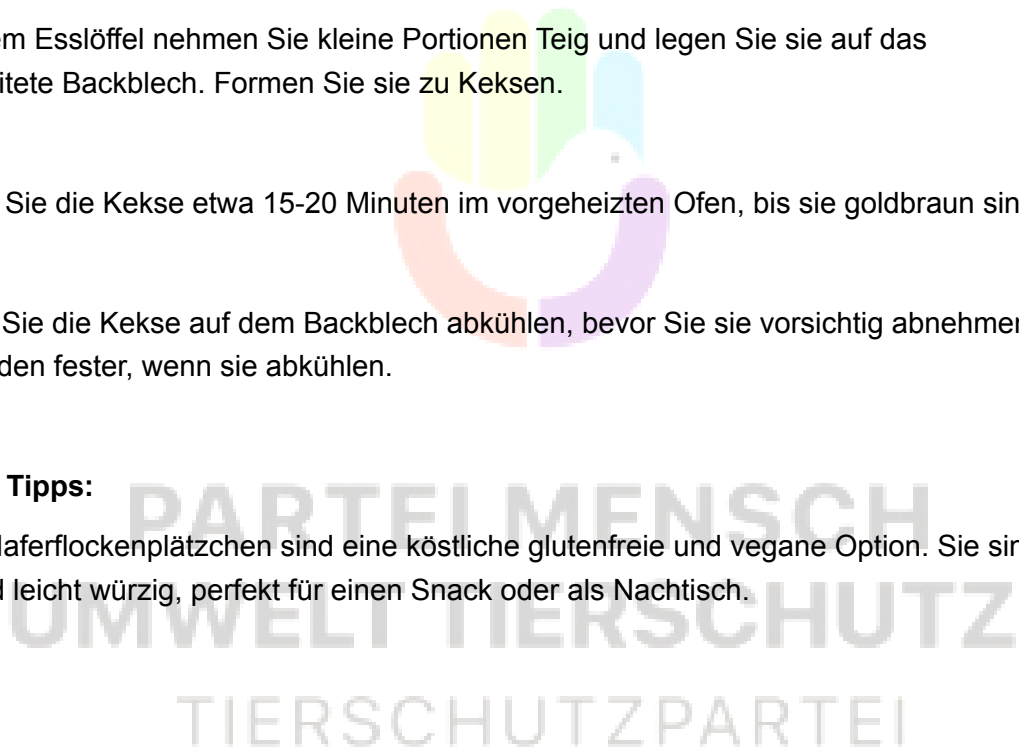 em Esslöffel nehmen Sie kleine Portionen Teig und legen Sie sie auf das
itete Backblech. Formen Sie sie zu Keksen.
Sie die Kekse etwa 15-20 Minuten im vorgeheizten Ofen, bis sie goldbraun sin
Sie die Kekse auf dem Backblech abkühlen, bevor Sie sie vorsichtig abnehmen
den fester, wenn sie abkühlen.
Tipps:
PARTEI MENSCH
Haferflockenplätzchen sind eine köstliche glutenfreie und vegane Option. Sie sin
d leicht würzig, perfekt für einen Snack oder als Nachtisch.
UMWELT TIERSCHUTZ
TIERSCHUTZPARTEI